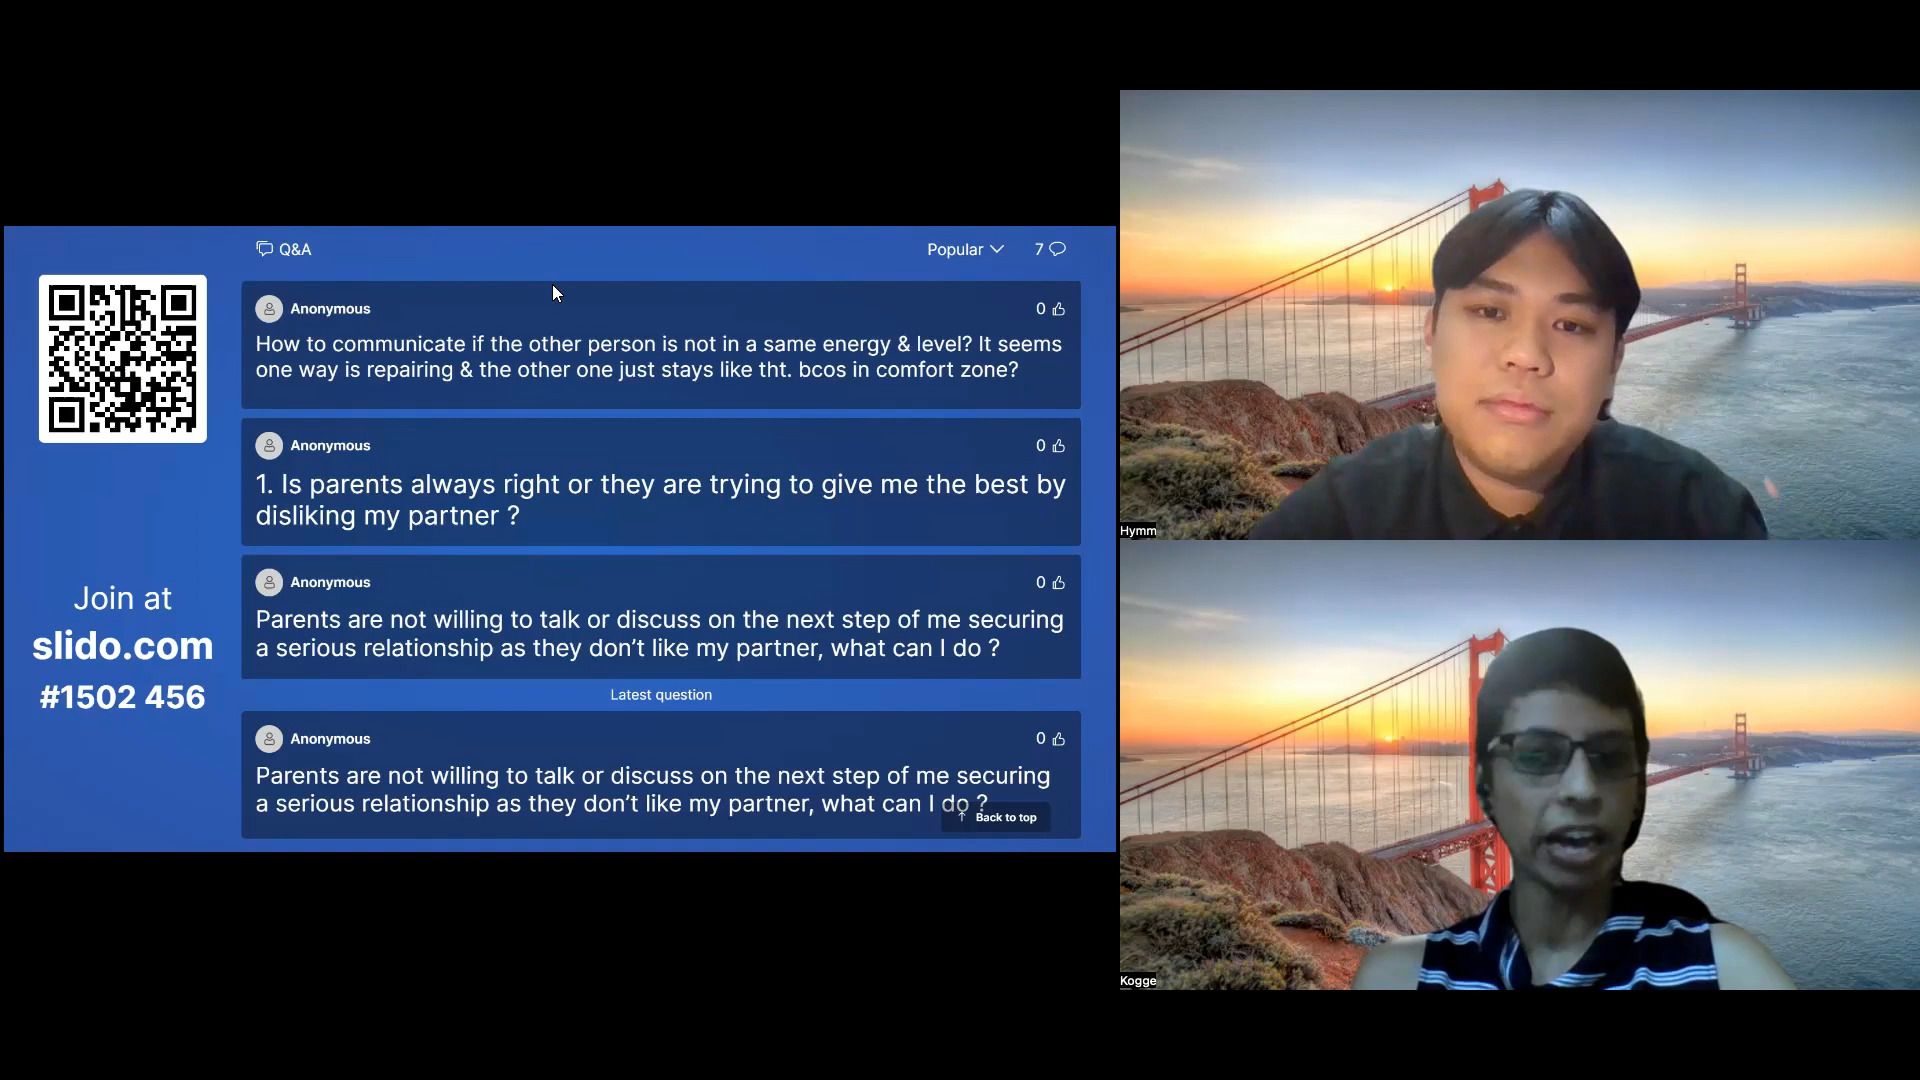 Q&A
Popular
7
Anonymous
0
How to communicate if the other person is not in a same energy & level? It seems
one way is repairing & the other one just stays like tht. bcos in comfort zone?
Anonymous
0
1. Is parents always right or they are trying to give me the best by
disliking my partner ?
Anonymous
0
Parents are not willing to talk or discuss on the next step of me securing
a serious relationship as they don’t like my partner, what can I do ?
Latest question
Anonymous
0
Parents are not willing to talk or discuss on the next step of me securing
a serious relationship as they don’t like my partner, what can I do ?
Back to top
Join at
slido.com
#1502 456
Hymm
Kogge